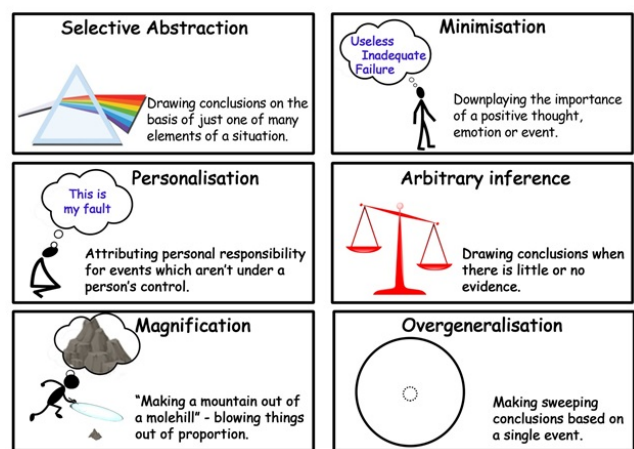 Selective Abstraction
Drawing conclusions on the
basis of just one of many
elements of a situation.
Minimisation
Useless
Inadequate
Failure
Downplaying the importance
of a positive thought,
emotion or event.
Personalisation
This is
my fault
Attributing personal responsibility
for events which aren't under a
person's control.
Arbitrary inference
Drawing conclusions when
there is little or no
evidence.
Magnification
"Making a mountain out of
a molehill" - blowing things
out of proportion.
Overgeneralisation
Making sweeping
conclusions based on
a single event.